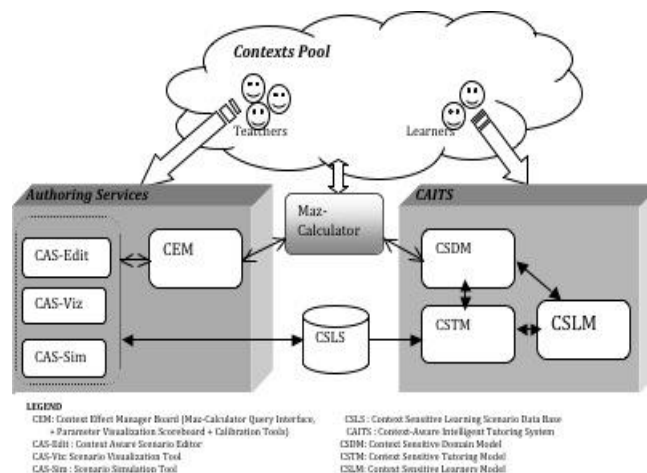 Contexts Pool
Teatchers
Learners
Authoring Services
CAITS
Maz-
Calculator
CAS-Edit
CEM
CSDM
CAS-Viz
CSLS
CSTM
CSLM
CAS-Sim
LEGEND
CEM: Context Effect Manager Board (Maz-Calculator Query Interface,
+ Parameter Visualization Scoreboard + Calibration Tools)
CAS-Edit : Context Aware Scenario Editor
CAS-Viz: Scenario Visualization Tool
CAS-Sim : Scenario Simulation Tool
CSLS : Context Sensitive Learning Scenario Data Base
CAITS : Context-Aware Intelligent Tutoring System
CSDM: Context Sensitive Domain Model
CSTM: Context Sensitive Tutoring Model
CSLM: Context Sensitive Learners Model